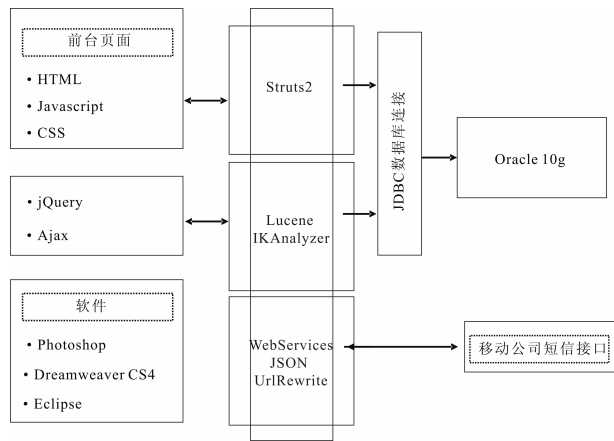 前台页面
• HTML
• Javascript
• CSS
• jQuery
• Ajax
软件
• Photoshop
• Dreamweaver CS4
• Eclipse
Struts2
Lucene
IKAnalyzer
WebServices
JSON
UrlRewrite
JDBC数据库连接
Oracle 10g
移动公司短信接口